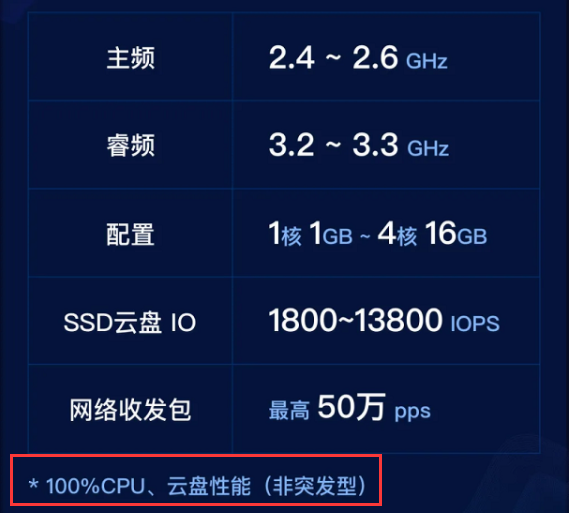 主频 2.4 ~ 2.6 GHz
睿频 3.2 ~ 3.3 GHz
配置 1核 1GB ~ 4核 16GB
SSD云盘 IO 1800~13800 IOPS
网络收发包 最高 50万 pps
* 100%CPU、云盘性能（非突发型）